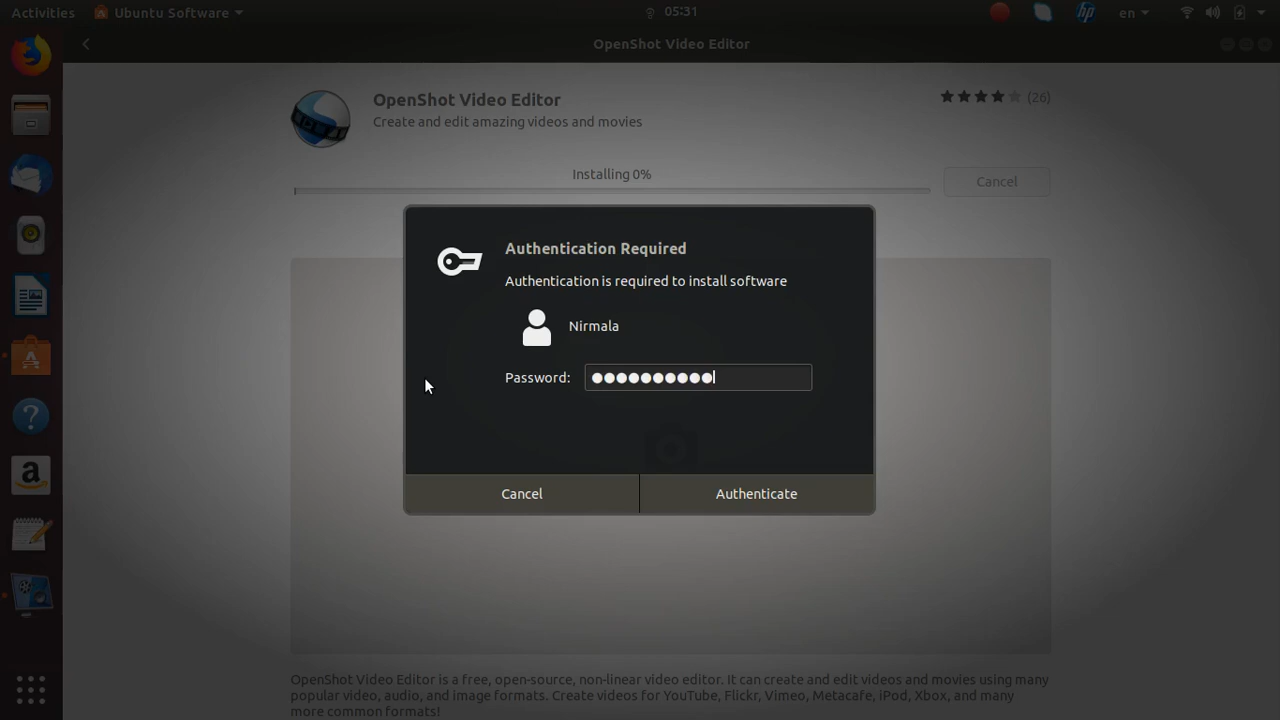 Activities Ubuntu Software 05:31 en
OpenShot Video Editor
OpenShot Video Editor (26)
Create and edit amazing videos and movies
Installing 0% Cancel
Authentication Required
Authentication is required to install software
Nirmala
Password: ●●●●●●●●●●
Cancel Authenticate
OpenShot Video Editor is a free, open-source, non-linear video editor. It can create and edit videos and movies using many
popular video, audio, and image formats. Create videos for YouTube, Flickr, Vimeo, Metacafe, iPod, Xbox, and many
more common formats!